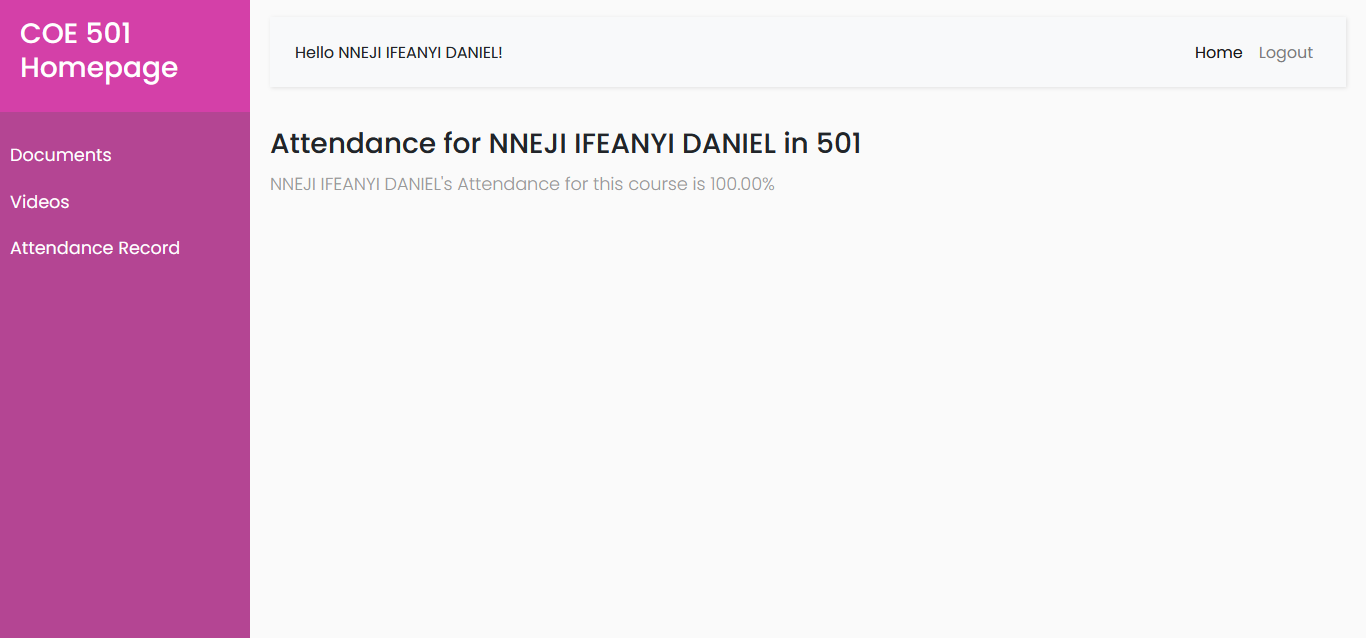 COE 501
Homepage
Documents
Videos
Attendance Record
Hello NNEJI IFEANYI DANIEL!
Home Logout
Attendance for NNEJI IFEANYI DANIEL in 501
NNEJI IFEANYI DANIEL's Attendance for this course is 100.00%